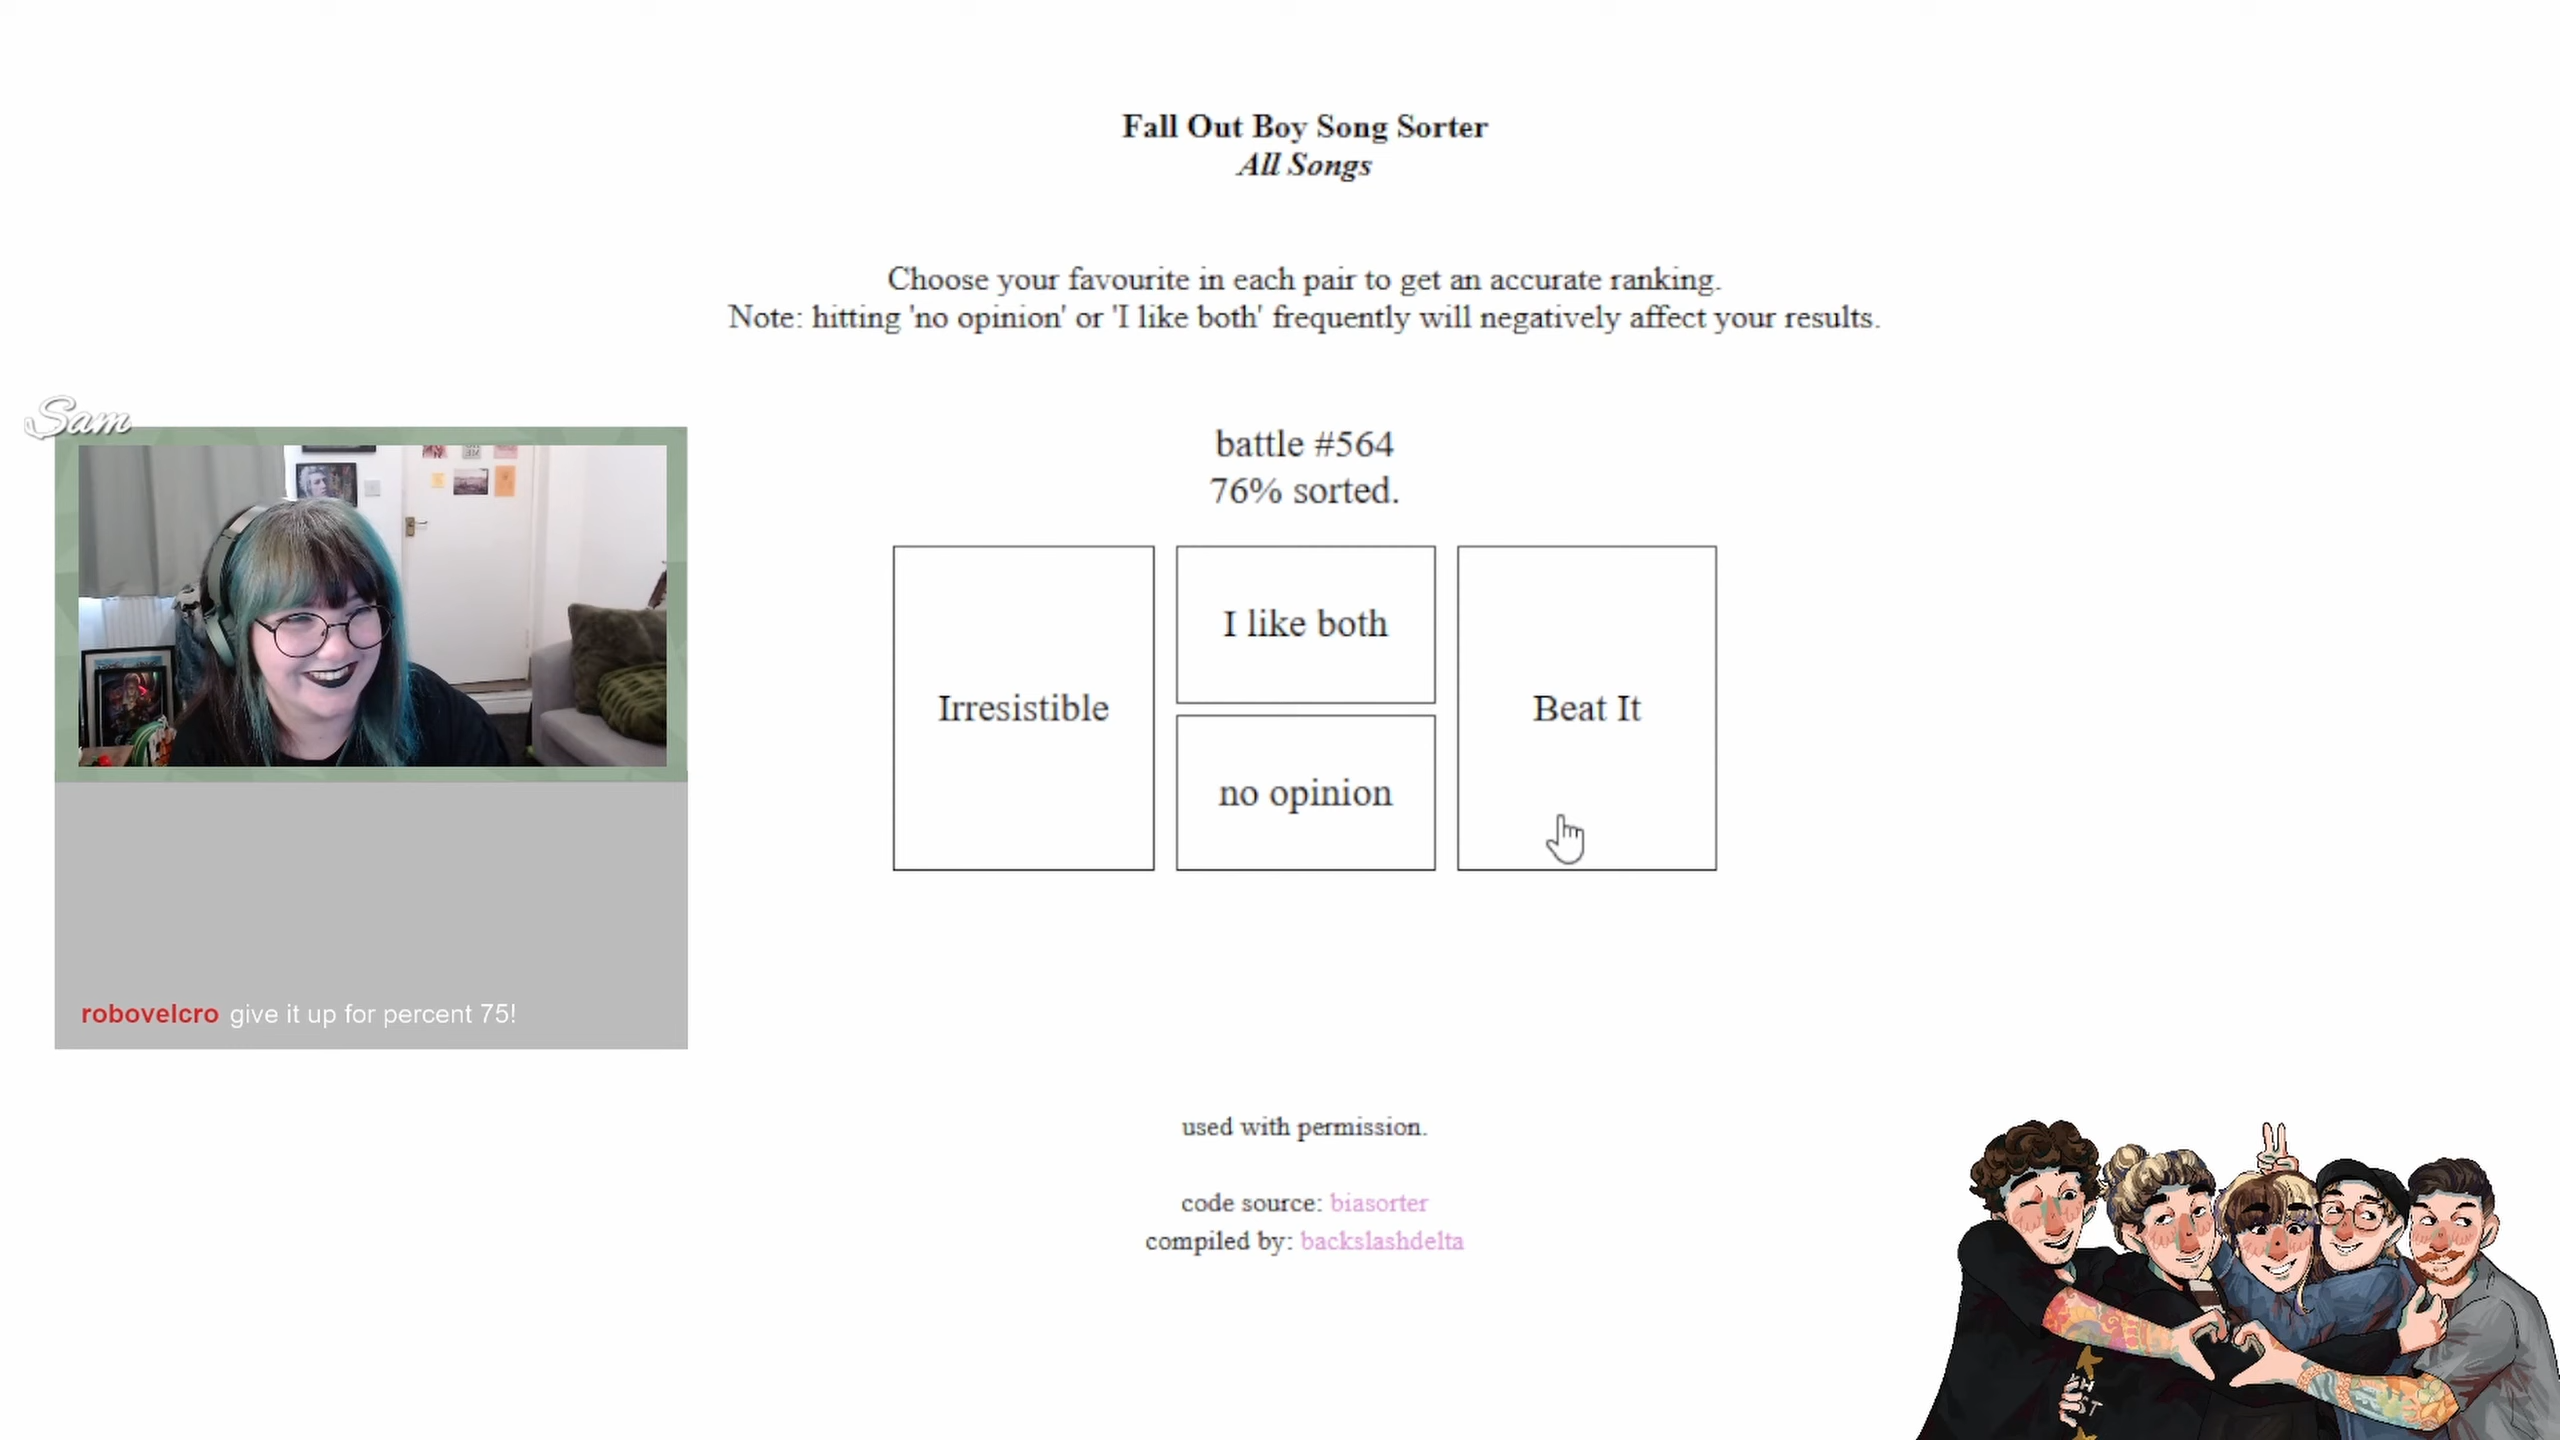 Fall Out Boy Song Sorter
All Songs
Choose your favourite in each pair to get an accurate ranking.
Note: hitting 'no opinion' or 'I like both' frequently will negatively affect your results.
Sam
battle #564
76% sorted.
Irresistible
I like both
no opinion
Beat It
robovelcro give it up for percent 75!
used with permission.
code source: biasorter
compiled by: backslashdelta